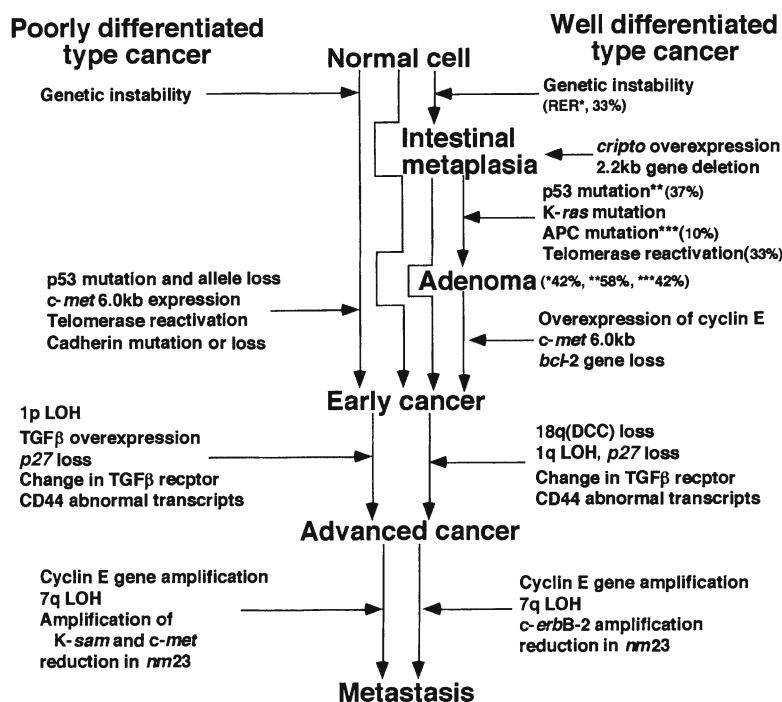 Poorly differentiated
type cancer
Well differentiated
type cancer
Normal cell
Genetic instability
Genetic instability
(RER*, 33%)
Intestinal
metaplasia
cripto overexpression
2.2kb gene deletion
p53 mutation**(37%)
K-ras mutation
APC mutation***(10%)
Telomerase reactivation(33%)
Adenoma (*42%, **58%, ***42%)
p53 mutation and allele loss
c-met 6.0kb expression
Telomerase reactivation
Cadherin mutation or loss
Overexpression of cyclin E
c-met 6.0kb
bcl-2 gene loss
Early cancer
1p LOH
TGFβ overexpression
p27 loss
Change in TGFβ recptor
CD44 abnormal transcripts
18q(DCC) loss
1q LOH, p27 loss
Change in TGFβ recptor
CD44 abnormal transcripts
Advanced cancer
Cyclin E gene amplification
7q LOH
Amplification of
K-sam and c-met
reduction in nm23
Cyclin E gene amplification
7q LOH
c-erbB-2 amplification
reduction in nm23
Metastasis